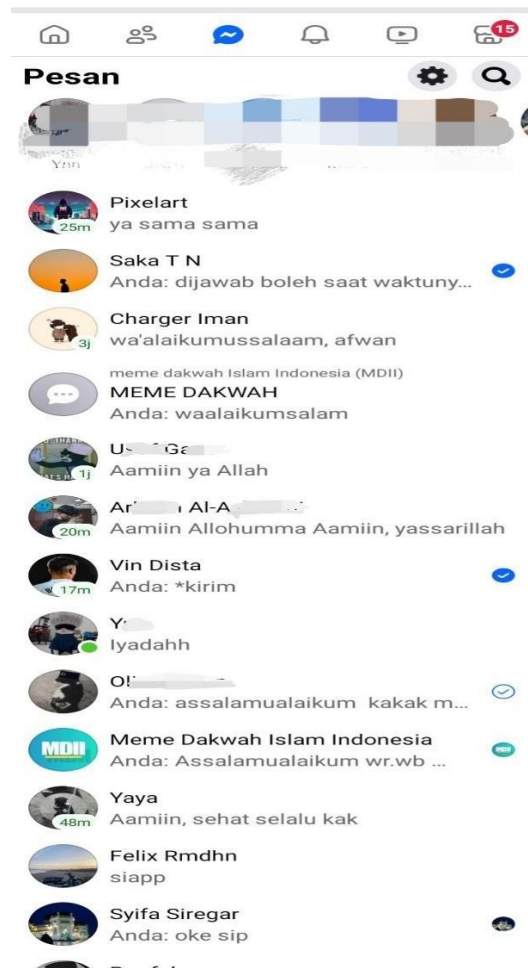 15
Pesan
Pixelart
25m
ya sama sama
Saka T N
Anda: dijawab boleh saat waktuny...
Charger Iman
3j
wa'alaikumussalaam, afwan
meme dakwah Islam Indonesia (MDII)
MEME DAKWAH
Anda: waalaikumsalam
1j
Aamiin ya Allah
Al-A
20m
Aamiin Allohumma Aamiin, yassarillah
Vin Dista
17m
Anda: *kirim
Y
Iyadahh
Anda: assalamualaikum kakak m...
MDII
Meme Dakwah Islam Indonesia
Anda: Assalamualaikum wr.wb ...
Yaya
48m
Aamiin, sehat selalu kak
Felix Rmdhn
siapp
Syifa Siregar
Anda: oke sip